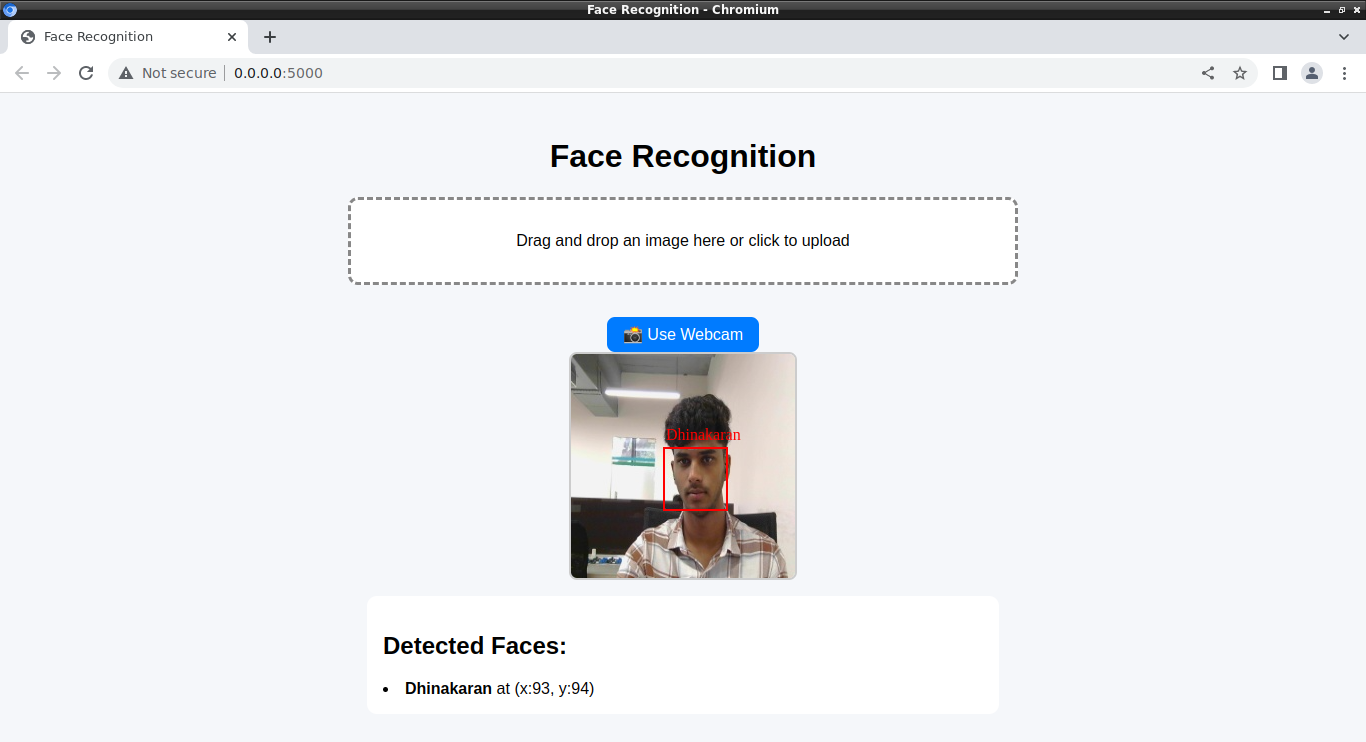 Face Recognition - Chromium
Face Recognition
Not secure 0.0.0.0:5000
Face Recognition
Drag and drop an image here or click to upload
Use Webcam
Dhinakaran
Detected Faces:
• Dhinakaran at (x:93, y:94)